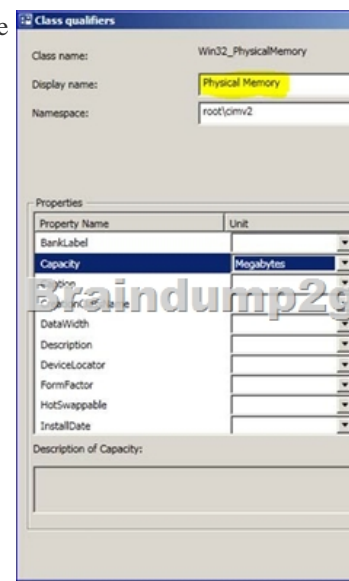 e
Class qualifiers
Class name: Win32_PhysicalMemory
Display name: Physical Memory
Namespace: root\cimv2
Properties
Property Name Unit
BankLabel
Capacity Megabytes
DataWidth
Description
DeviceLocator
FormFactor
HotSwappable
InstallDate
Description of Capacity:
Braindump2g